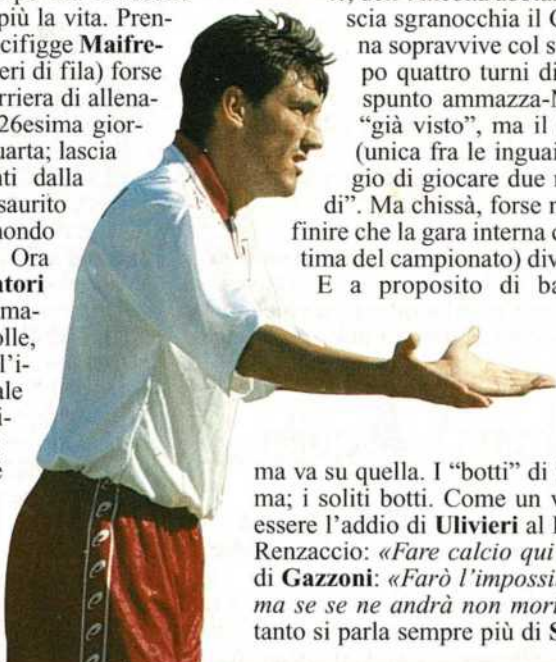 più la vita. Pren-
cifigge Maifre-
eri di fila) forse
rriera di allena-
26esima gior-
uarta; lascia
ti dalla
saurito
ondo
Ora
atori
ma-
olle,
l'i-
ale
i-
e
scia sgranocchia il
na sopravvive col s
po quattro turni di
spunto ammazza-
"già visto", ma il
(unica fra le inguai
gio di giocare due
di". Ma chissà, forse
finire che la gara interna
tima del campionato) div
E a proposito di ba
ma va su quella. I "botti" di
ma; i soliti botti. Come un
essere l'addio di Ulivieri al
Renzaccio: «Fare calcio qui
di Gazzoni: «Farò l'impossi
ma se se ne andrà non mor
tanto si parla sempre più di S